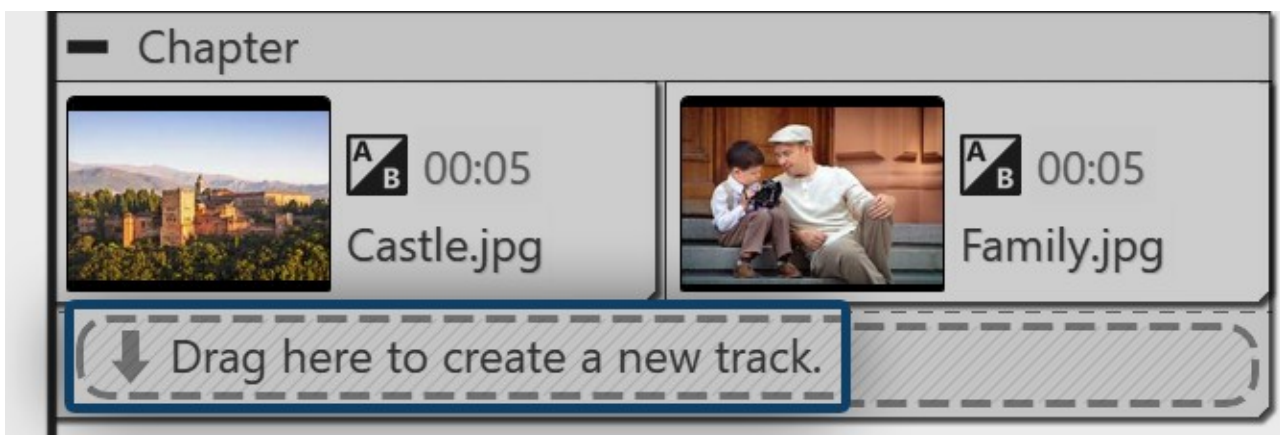 Chapter
A B 00:05
Castle.jpg
A B 00:05
Family.jpg
Drag here to create a new track.